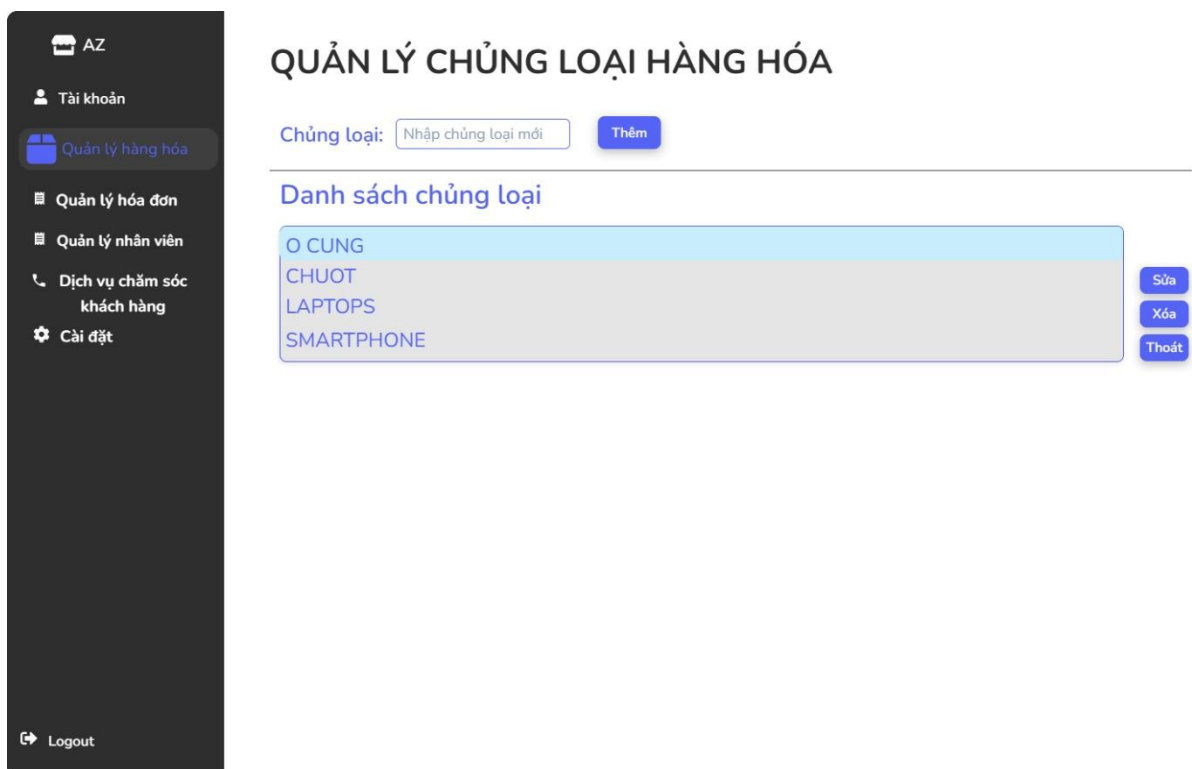 AZ
Tài khoản
Quản lý hàng hóa
Quản lý hóa đơn
Quản lý nhân viên
Dịch vụ chăm sóc
khách hàng
Cài đặt
Logout
QUẢN LÝ CHỦNG LOẠI HÀNG HÓA
Chủng loại: Nhập chủng loại mới Thêm
Danh sách chủng loại
O CUNG
CHUOT
LAPTOPS
SMARTPHONE
Sửa
Xóa
Thoát